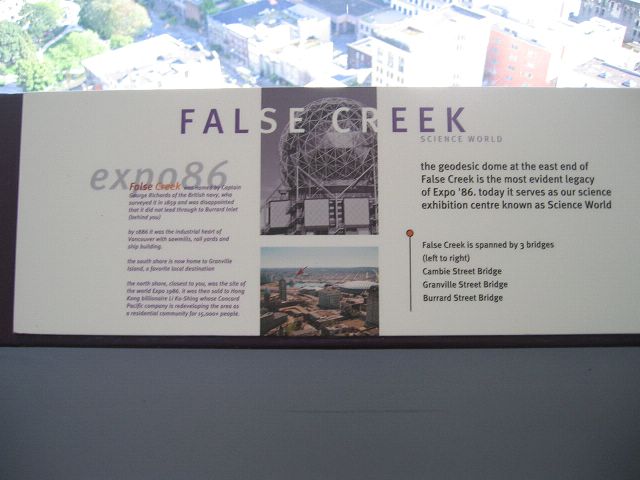 FALSE CREEK
SCIENCE WORLD
expo86
False Creek was named by Captain
George Richards of the British navy, who
surveyed it in 1859 and was disappointed
that it did not lead through to Burrard Inlet
(behind you)
by 1886 it was the industrial heart of
Vancouver with sawmills, rail yards and
ship building.
the south shore is now home to Granville
Island, a favorite local destination
the north shore, closest to you, was the site of
the world Expo 1986. it was then sold to Hong
Kong billionaire Li Ka-Shing whose Concord
Pacific company is redeveloping the area as
a residential community for 15,000+ people.
the geodesic dome at the east end of
False Creek is the most evident legacy
of Expo '86. today it serves as our science
exhibition centre known as Science World
False Creek is spanned by 3 bridges
(left to right)
Cambie Street Bridge
Granville Street Bridge
Burrard Street Bridge